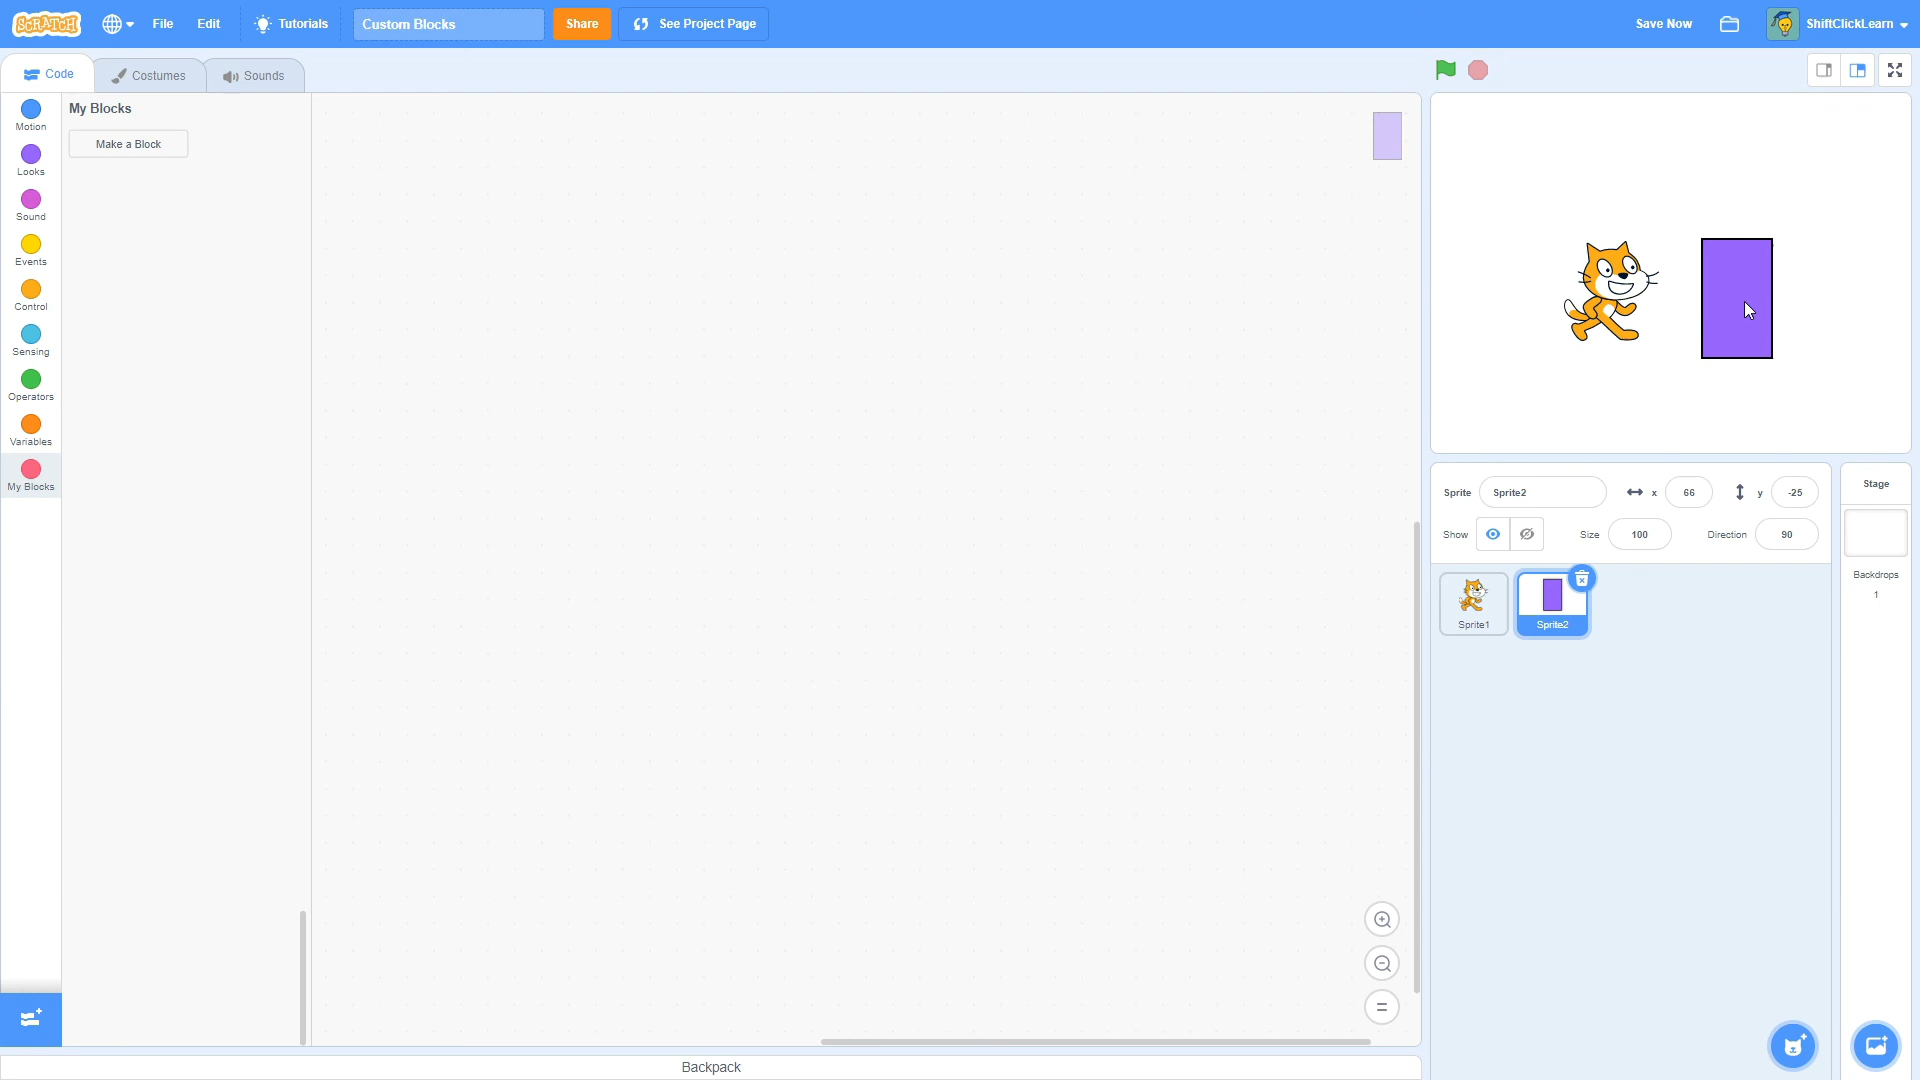 SCRATCH
File
Edit
Tutorials
Custom Blocks
Share
See Project Page
Save Now
ShiftClickLearn
Code
Costumes
Sounds
Motion
Looks
Sound
Events
Control
Sensing
Operators
Variables
My Blocks
My Blocks
Make a Block
Sprite
Sprite2
x
66
y
-25
Show
Size
100
Direction
90
Sprite1
Sprite2
Stage
Backdrops
1
Backpack